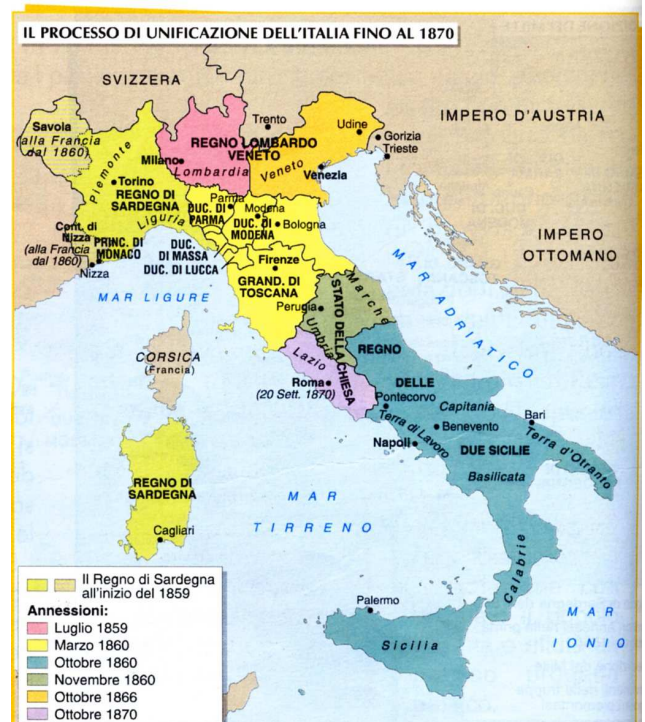 IL PROCESSO DI UNIFICAZIONE DELL'ITALIA FINO AL 1870
SVIZZERA
IMPERO D'AUSTRIA
Savoia
(alla Francia
dal 1860)
Trento
Udine
Gorizia
Trieste
REGNO LOMBARDO
VENETO
Milano
Lombardia
Veneto
Venezia
Piemonte
Torino
REGNO DI
SARDEGNA
Liguria
Parma
DUC. DI
PARMA
Modena
DUC. DI
MODENA
Bologna
Cont. di
Nizza
(alla Francia
dal 1860)
PRINC. DI
MONACO
Nizza
DUC.
DI MASSA
DUC. DI LUCCA
Firenze
GRAND. DI
TOSCANA
IMPERO
OTTOMANO
MAR LIGURE
MAR ADRIATICO
Marche
Perugia
Umbria
STATO DELLA CHIESA
CORSICA
(Francia)
Lazio
Roma
(20 Sett. 1870)
REGNO
DELLE
DUE SICILIE
Pontecorvo
Capitania
Bari
Terra di Lavoro
Benevento
Terra d'Otranto
Napoli
Basilicata
REGNO DI
SARDEGNA
Cagliari
MAR
TIRRENO
Calabrie
Palermo
Sicilia
MAR
IONIO
Il Regno di Sardegna
all'inizio del 1859
Annessioni:
Luglio 1859
Marzo 1860
Ottobre 1860
Novembre 1860
Ottobre 1866
Ottobre 1870